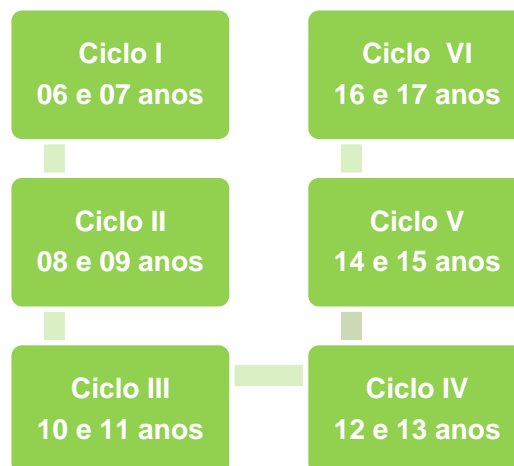 Ciclo I
06 e 07 anos
Ciclo II
08 e 09 anos
Ciclo III
10 e 11 anos
Ciclo IV
12 e 13 anos
Ciclo V
14 e 15 anos
Ciclo VI
16 e 17 anos